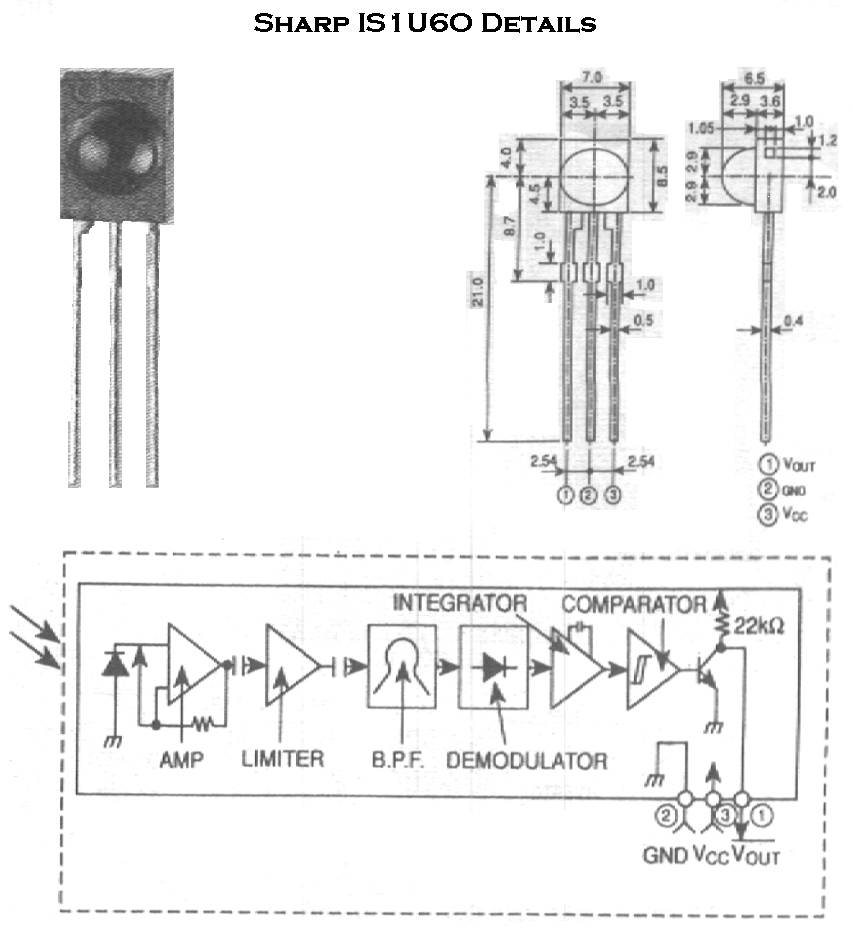 SHARP IS1U60 DETAILS
7.0
3.5 3.5
4.0
4.5
8.5
8.7
1.0
21.0
1.0
0.5
2.54 2.54
1 2 3
6.5
2.9 3.6
1.05 1.0
1.2
2.9
2.9
2.0
0.4
1 VOUT
2 GND
3 VCC
INTEGRATOR COMPARATOR
22kΩ
AMP LIMITER B.P.F. DEMODULATOR
2 3 1
GND VCC VOUT